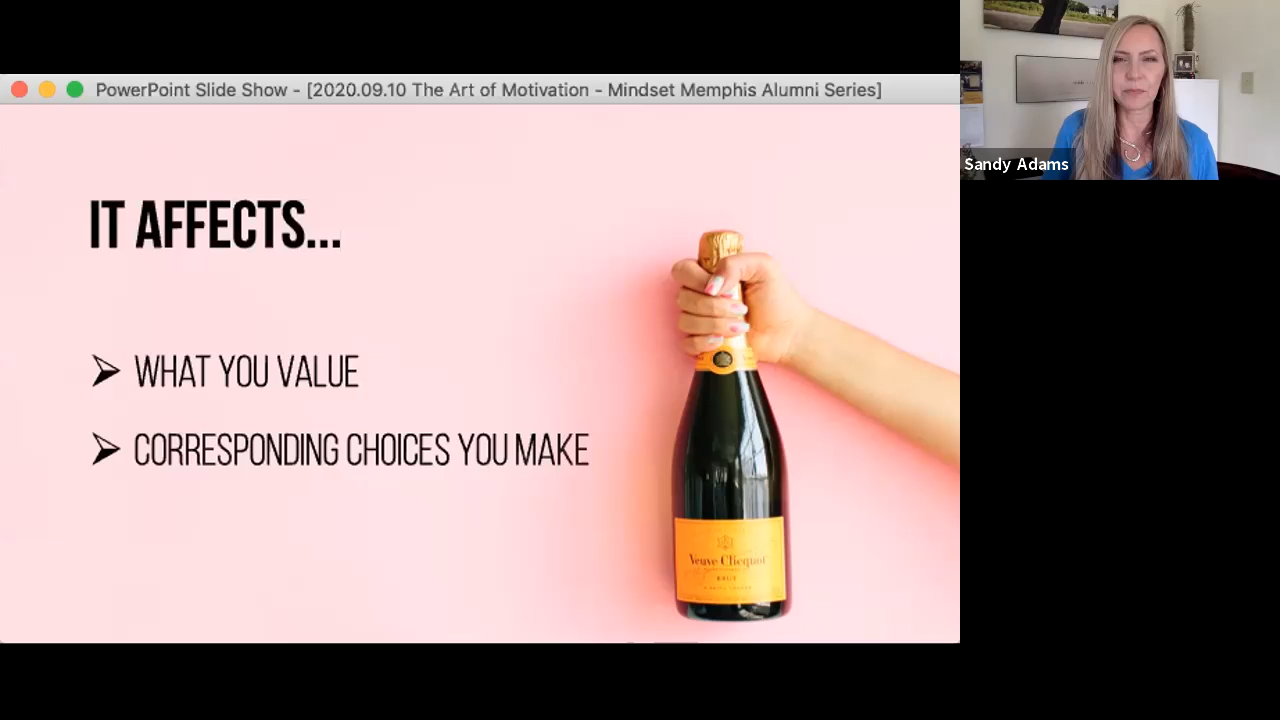 PowerPoint Slide Show - [2020.09.10 The Art of Motivation - Mindset Memphis Alumni Series]
Sandy Adams
IT AFFECTS...
WHAT YOU VALUE
CORRESPONDING CHOICES YOU MAKE
Veuve Clicquot
BRUT